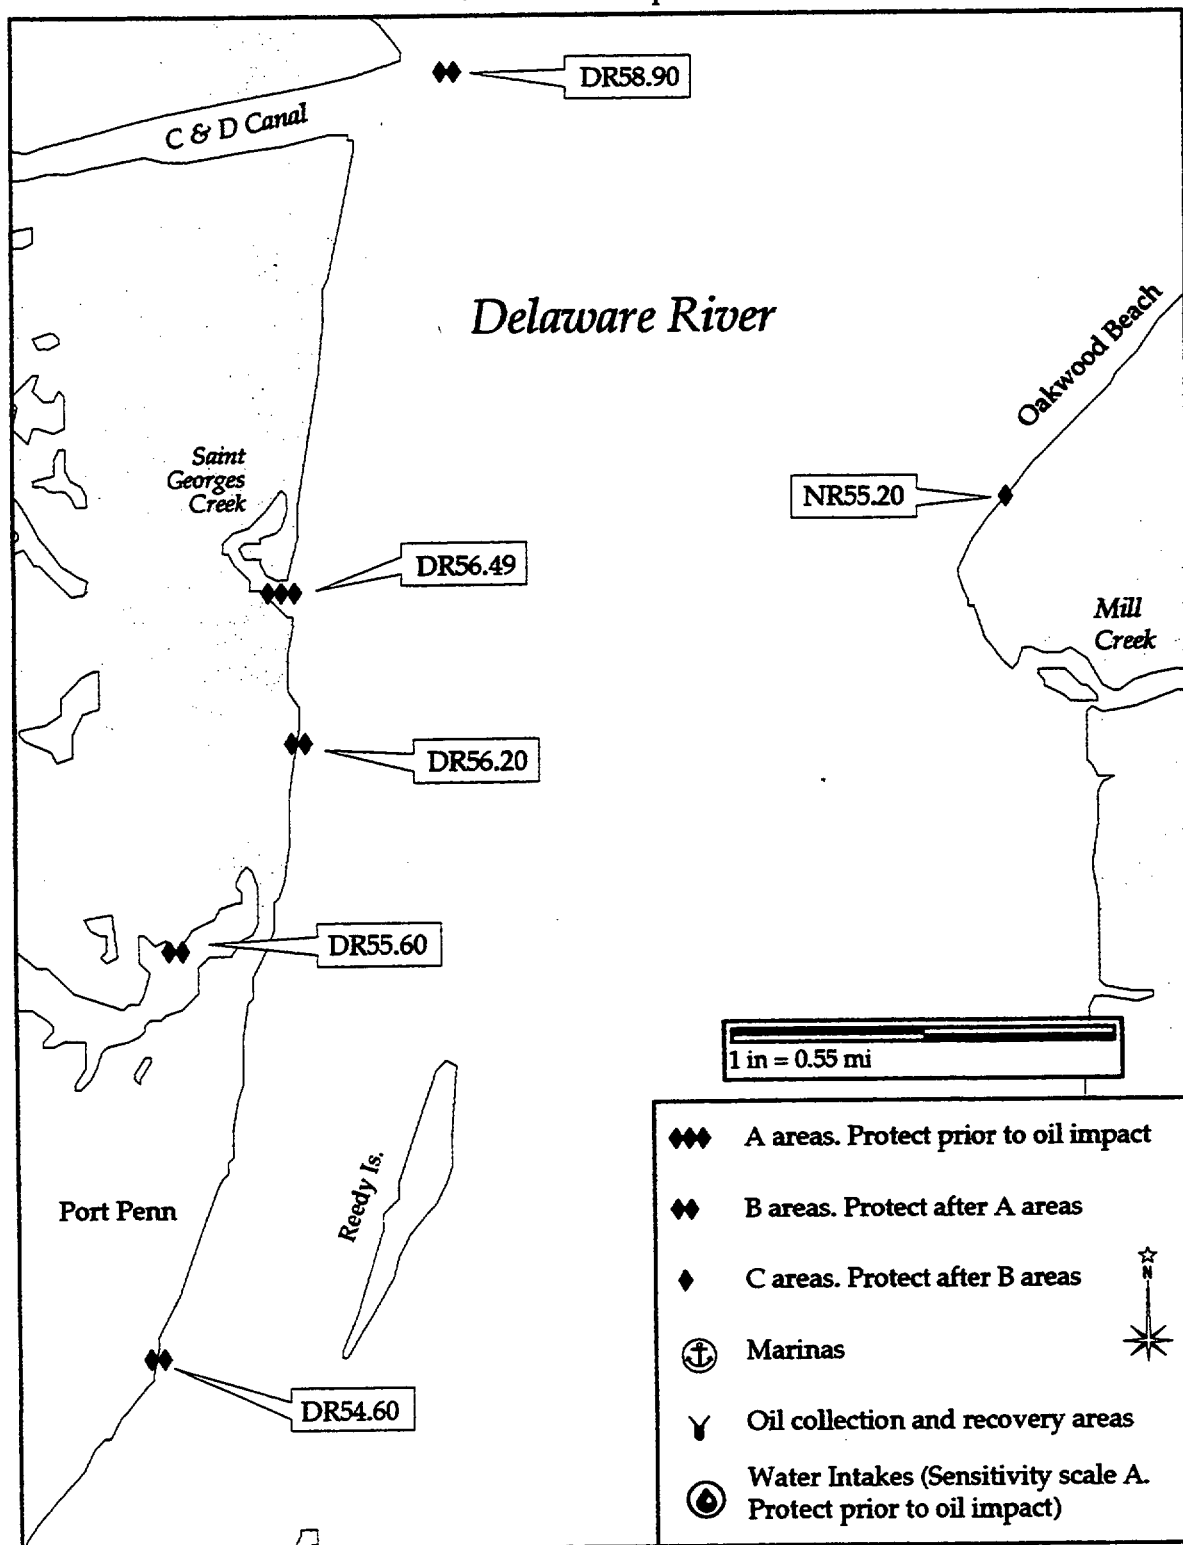 DR58.90
C & D Canal
Delaware River
Oakwood Beach
Saint
Georges
Creek
NR55.20
DR56.49
Mill
Creek
DR56.20
DR55.60
1 in = 0.55 mi
Reedy Is.
Port Penn
DR54.60
A areas. Protect prior to oil impact
B areas. Protect after A areas
C areas. Protect after B areas
N
Marinas
Oil collection and recovery areas
Water Intakes (Sensitivity scale A.
Protect prior to oil impact)